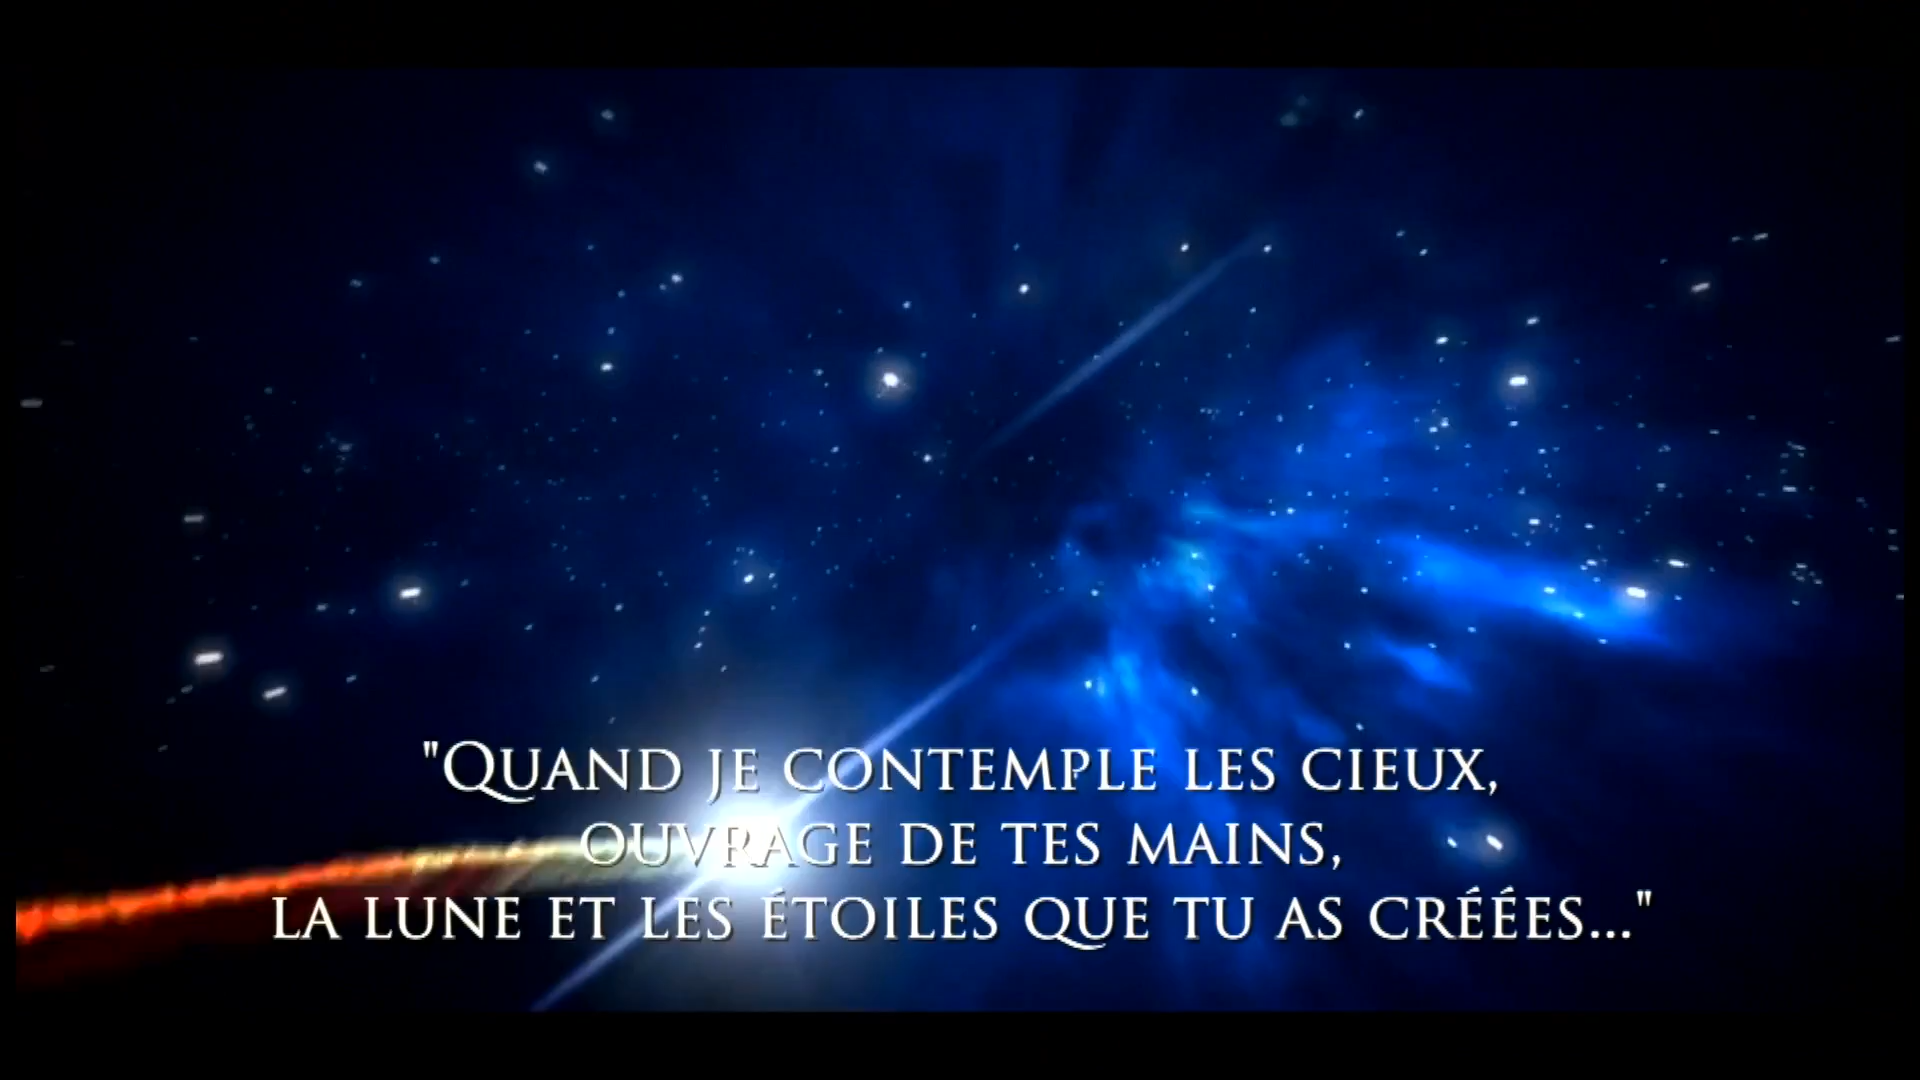 "Quand je contemple les cieux,
ouvrage de tes mains,
la lune et les étoiles que tu as créées..."